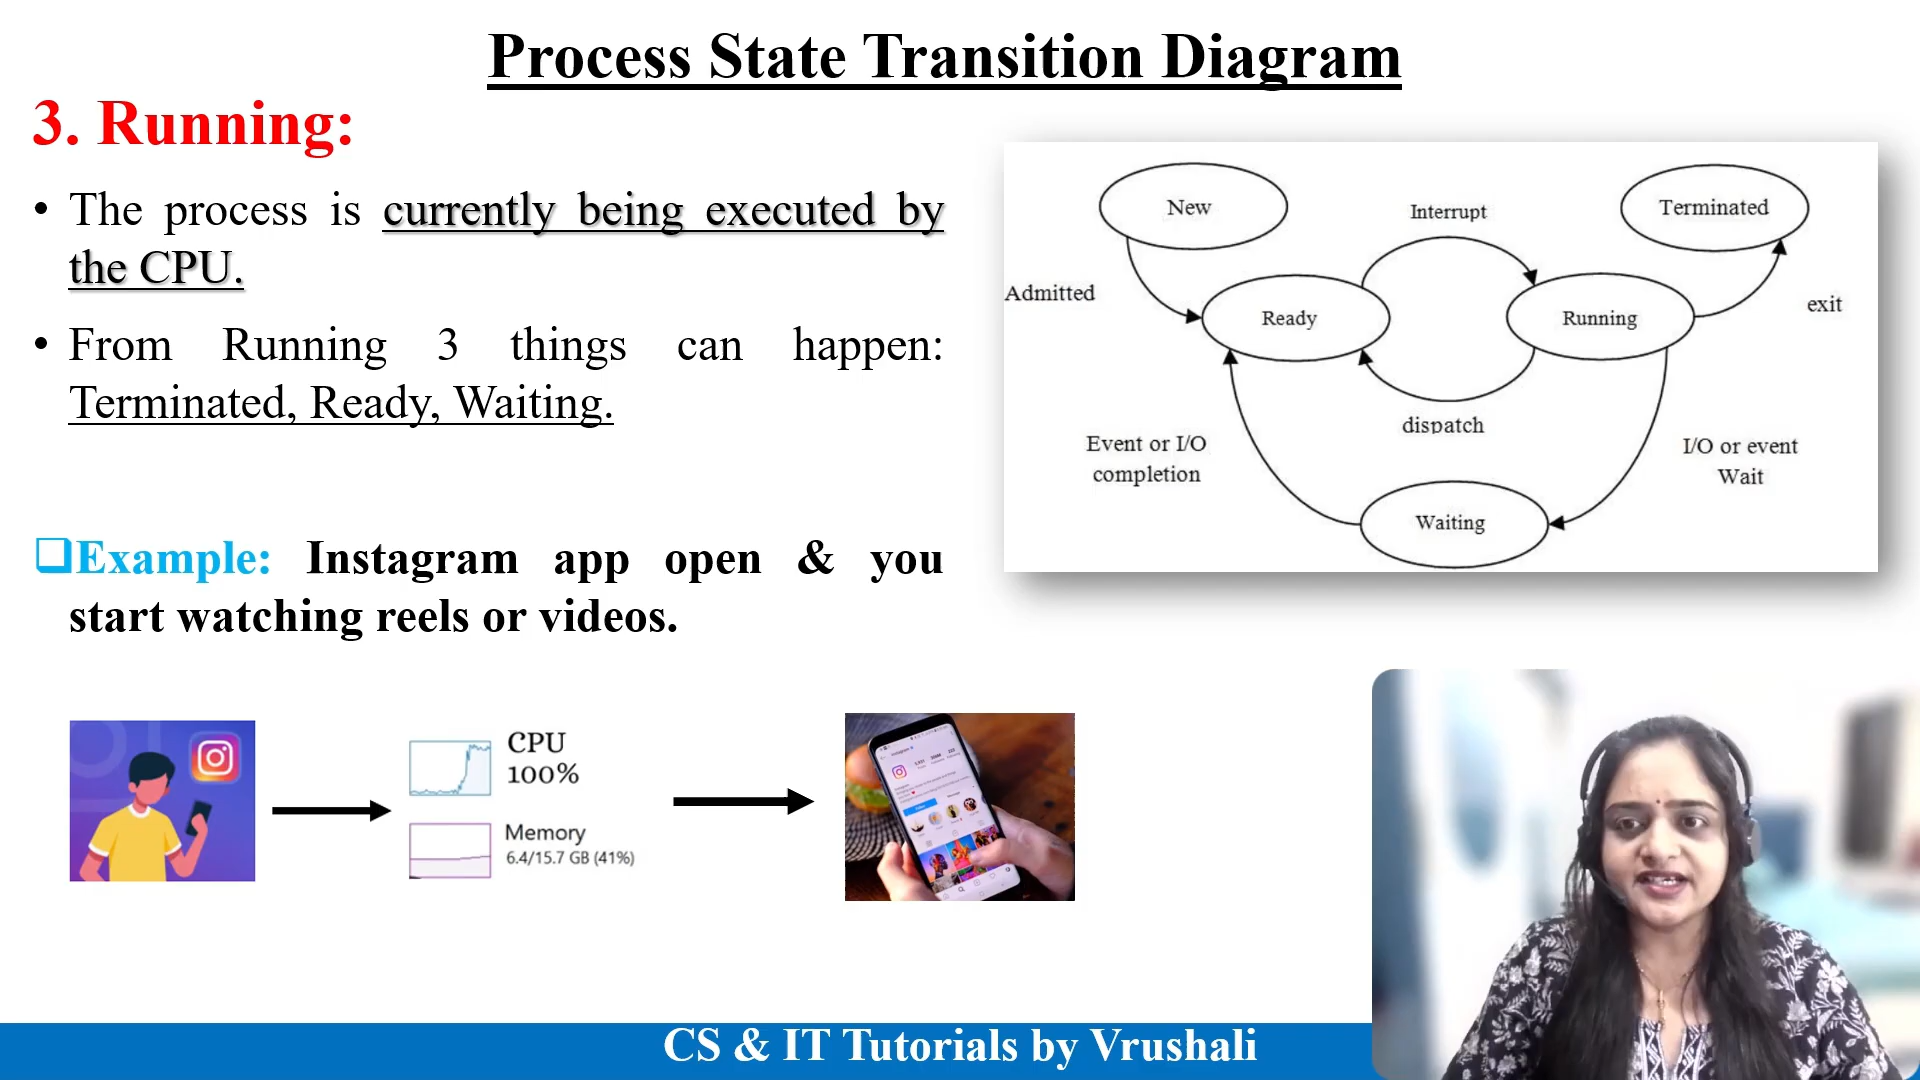 Process State Transition Diagram
3. Running:
• The process is currently being executed by
the CPU.
• From Running 3 things can happen:
Terminated, Ready, Waiting.
❑Example: Instagram app open & you
start watching reels or videos.
New
Interrupt
Terminated
Admitted
Ready
Running
exit
dispatch
Event or I/O
completion
I/O or event
Wait
Waiting
CPU
100%
Memory
6.4/15.7 GB (41%)
CS & IT Tutorials by Vrushali